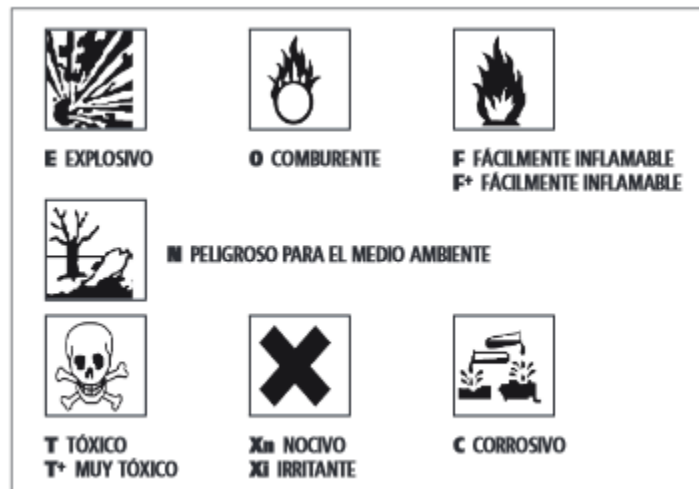 E EXPLOSIVO
O COMBURENTE
F FÁCILMENTE INFLAMABLE
F+ FÁCILMENTE INFLAMABLE
N PELIGROSO PARA EL MEDIO AMBIENTE
T TÓXICO
T+ MUY TÓXICO
Xn NOCIVO
Xi IRRITANTE
C CORROSIVO